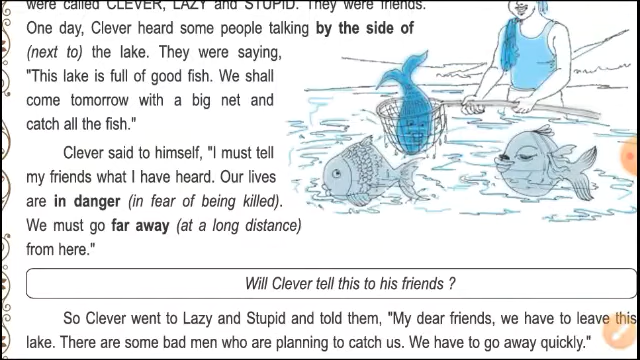 were called CLEVER, LAZY and STUPID. They were friends.
One day, Clever heard some people talking by the side of
(next to) the lake. They were saying,
"This lake is full of good fish. We shall
come tomorrow with a big net and
catch all the fish."
Clever said to himself, "I must tell
my friends what I have heard. Our lives
are in danger (in fear of being killed).
We must go far away (at a long distance)
from here."
Will Clever tell this to his friends ?
So Clever went to Lazy and Stupid and told them, "My dear friends, we have to leave this
lake. There are some bad men who are planning to catch us. We have to go away quickly."